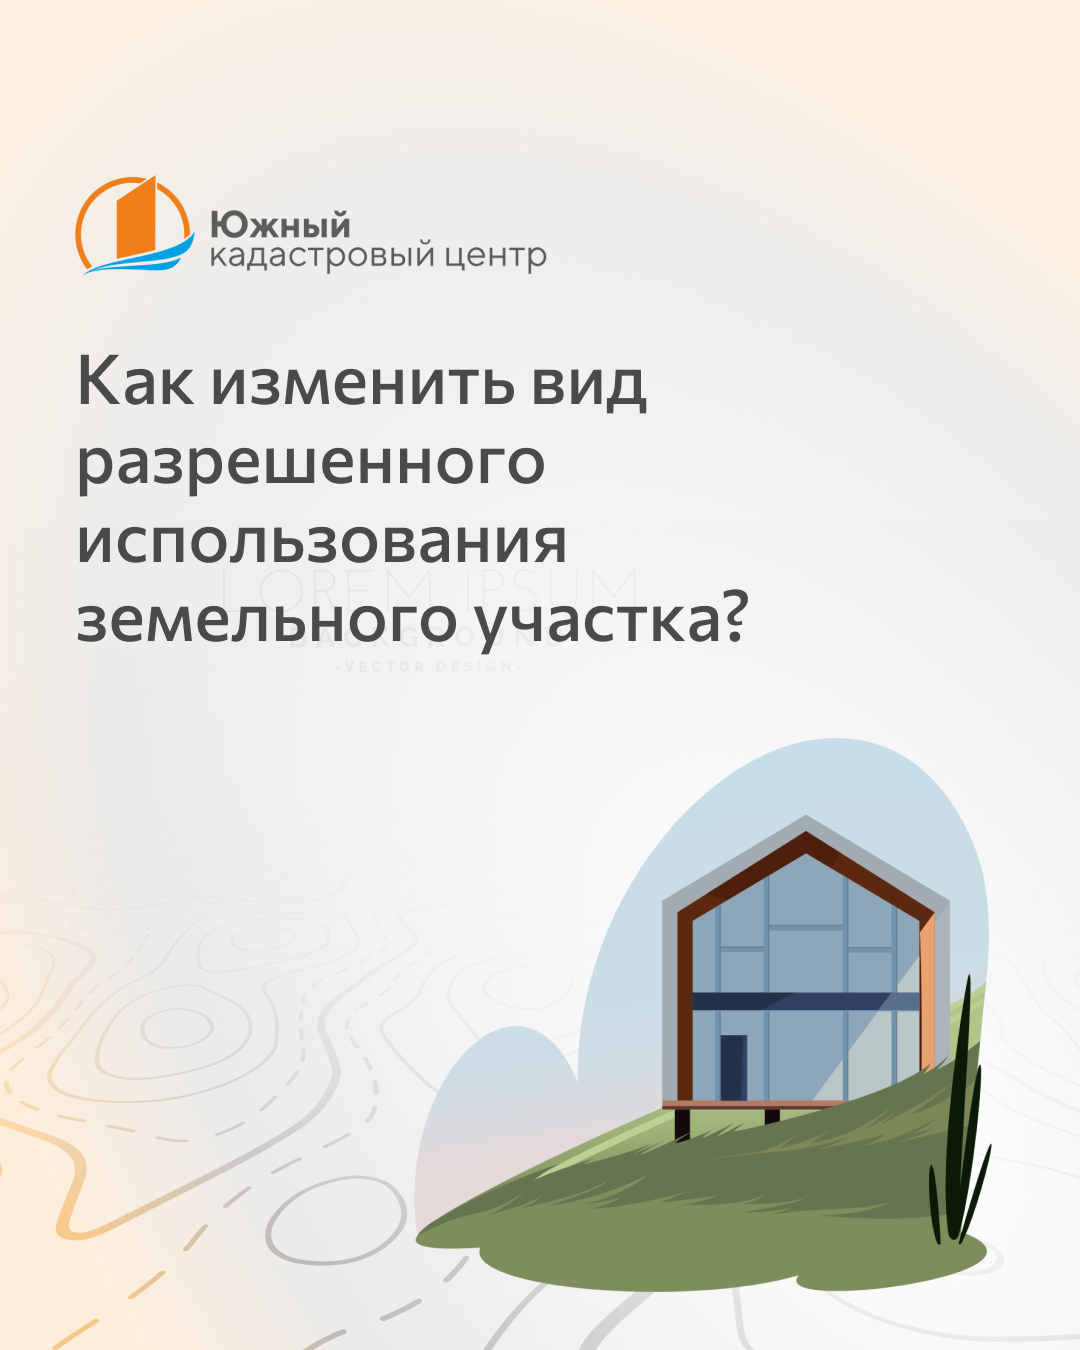 Южный
кадастровый центр
Как изменить вид
разрешенного
использования
LOREM IPSUM
земельного участка?
BACKGROUND
-VECTOR DESIGN-